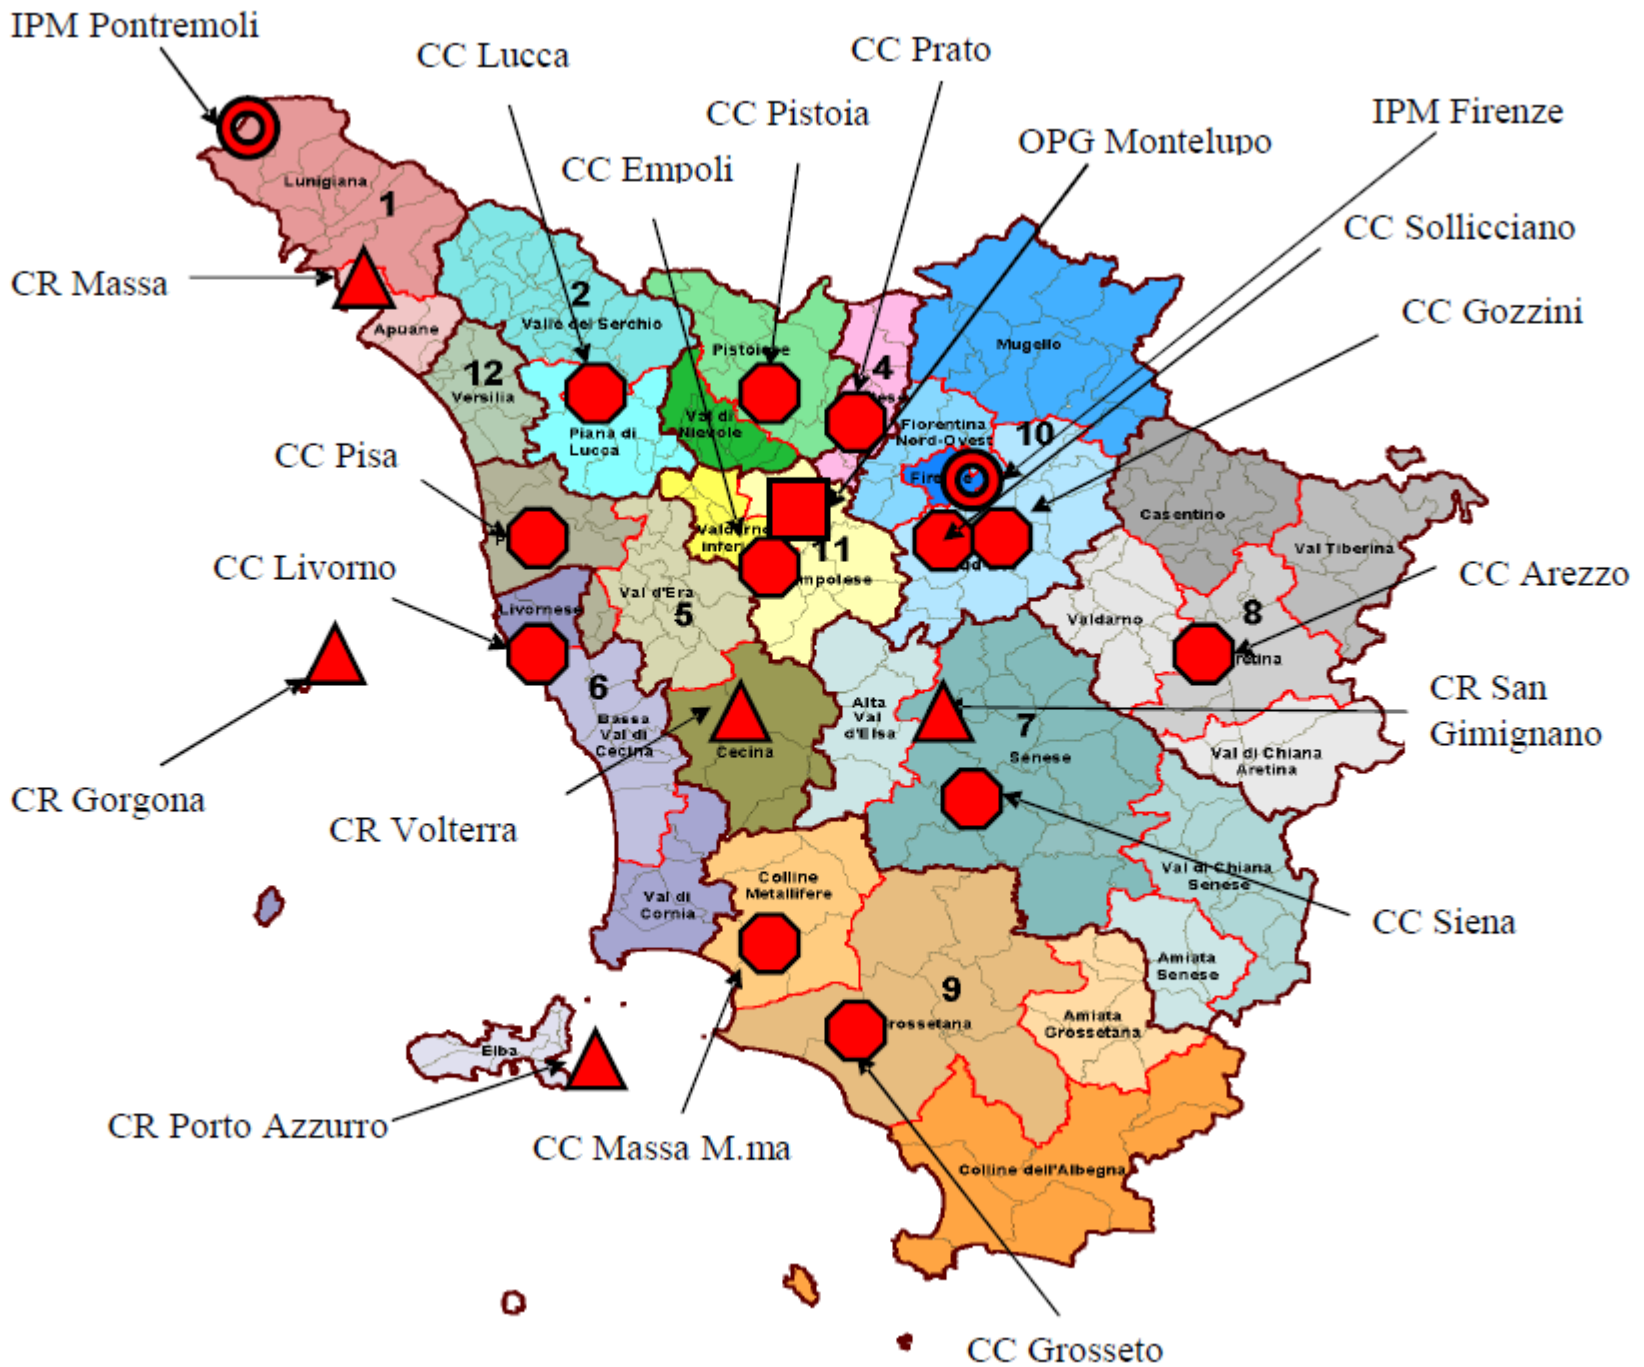 IPM Pontremoli
CC Lucca
CC Prato
CC Pistoia
IPM Firenze
OPG Montelupo
CC Empoli
Lunigiana
1
CC Sollicciano
CR Massa
2
CC Gozzini
Valle del Serchio
Apuane
Mugello
Pistoiese
12
4
Versilia
Val di
Nievole
Fiorentina
Nord-Ovest
10
Piana di
Lucca
CC Pisa
Casentino
Val Tiberina
11
CC Livorno
CC Arezzo
Val d'Era
5
Livornese
8
Valdarno
6
CR San
Gimignano
Alta
Val
d'Elsa
7
Senese
Bassa
Val di
Cecina
Cecina
Val di Chiana
Aretina
CR Gorgona
CR Volterra
Val di Chiana
Senese
Colline
Metallifere
Val di
Cornia
CC Siena
Amiata
Senese
9
Amiata
Grossetana
Elba
CR Porto Azzurro
CC Massa M.ma
Colline dell'Albegna
CC Grosseto